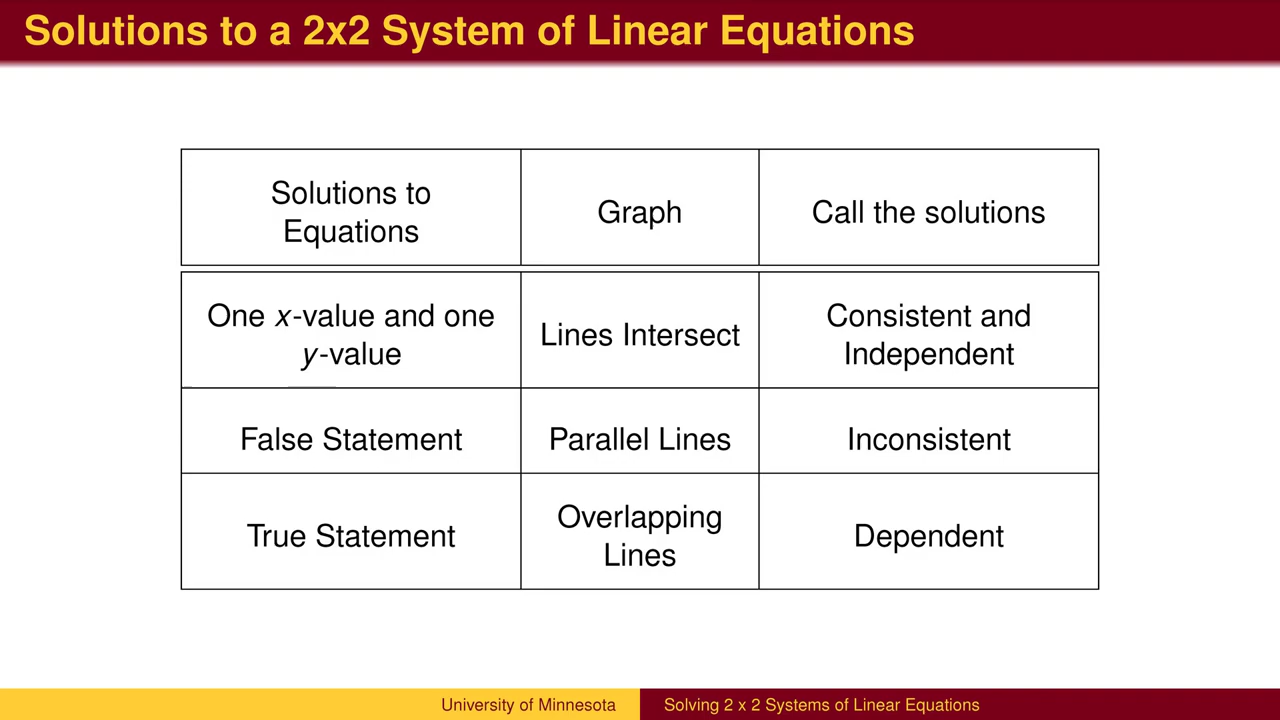 Solutions to a 2x2 System of Linear Equations
Solutions to
Equations
Graph
Call the solutions
One x-value and one
y-value
Lines Intersect
Consistent and
Independent
False Statement
Parallel Lines
Inconsistent
True Statement
Overlapping
Lines
Dependent
University of Minnesota
Solving 2 x 2 Systems of Linear Equations